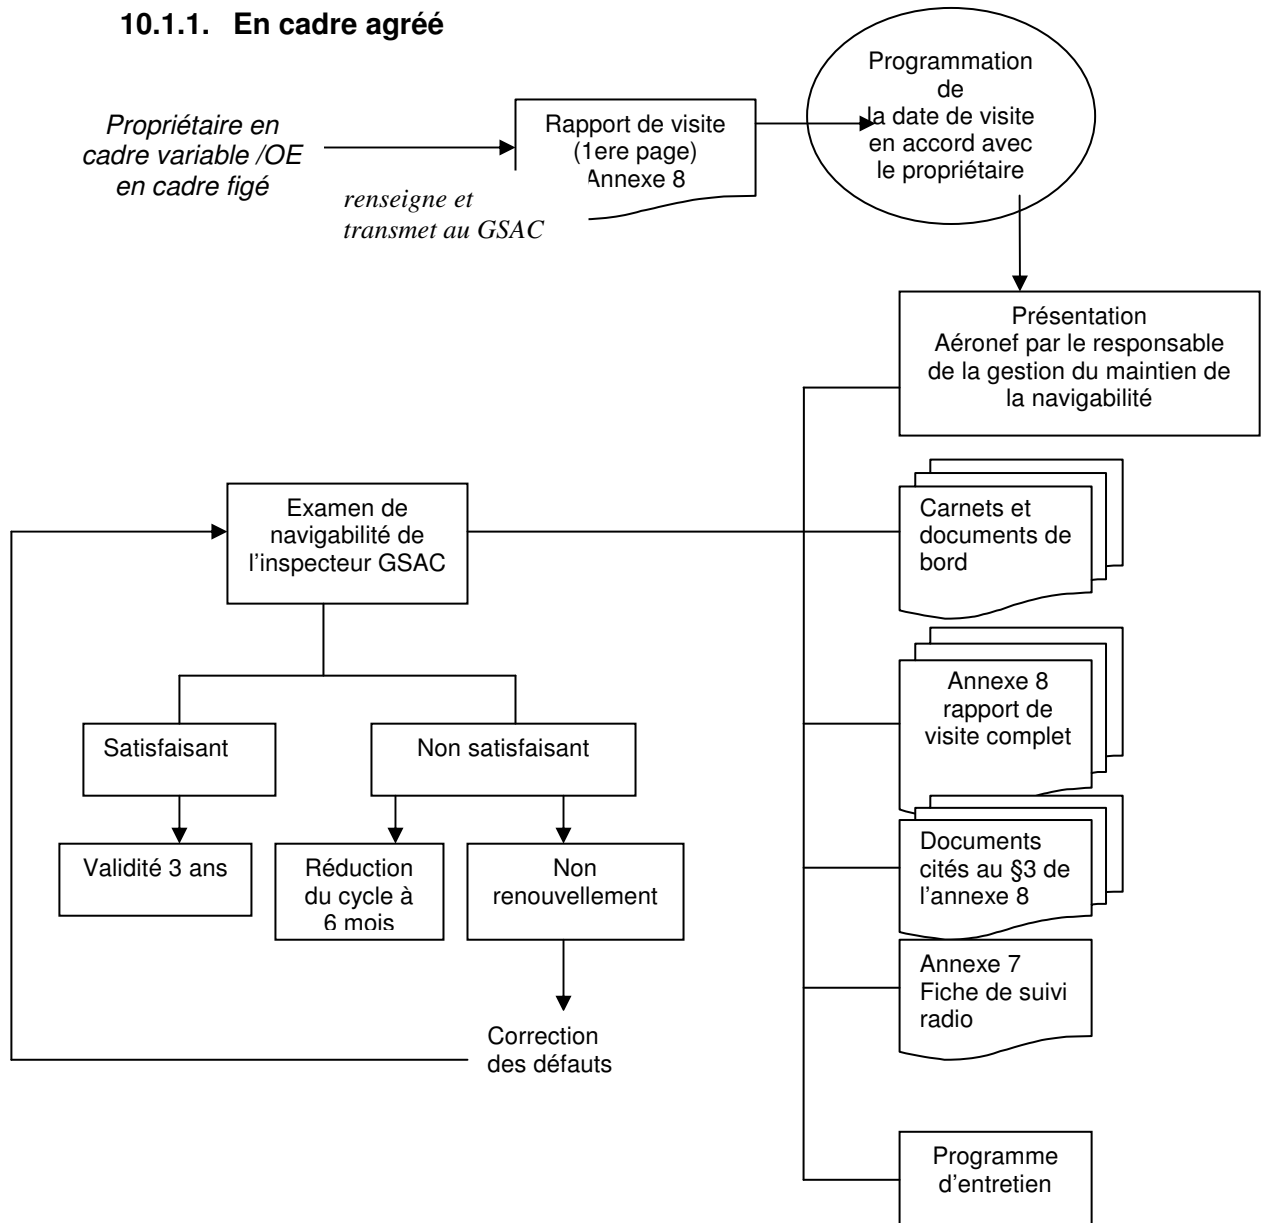 10.1.1. En cadre agréé
Propriétaire en
cadre variable /OE
en cadre figé
renseigne et
transmet au GSAC
Rapport de visite
(1ere page)
Annexe 8
Programmation
de
la date de visite
en accord avec
le propriétaire
Présentation
Aéronef par le responsable
de la gestion du maintien de
la navigabilité
Carnets et
documents de
bord
Annexe 8
rapport de
visite complet
Documents
cités au §3 de
l’annexe 8
Annexe 7
Fiche de suivi
radio
Programme
d’entretien
Examen de
navigabilité de
l’inspecteur GSAC
Satisfaisant
Non satisfaisant
Validité 3 ans
Réduction
du cycle à
6 mois
Non
renouvellement
Correction
des défauts